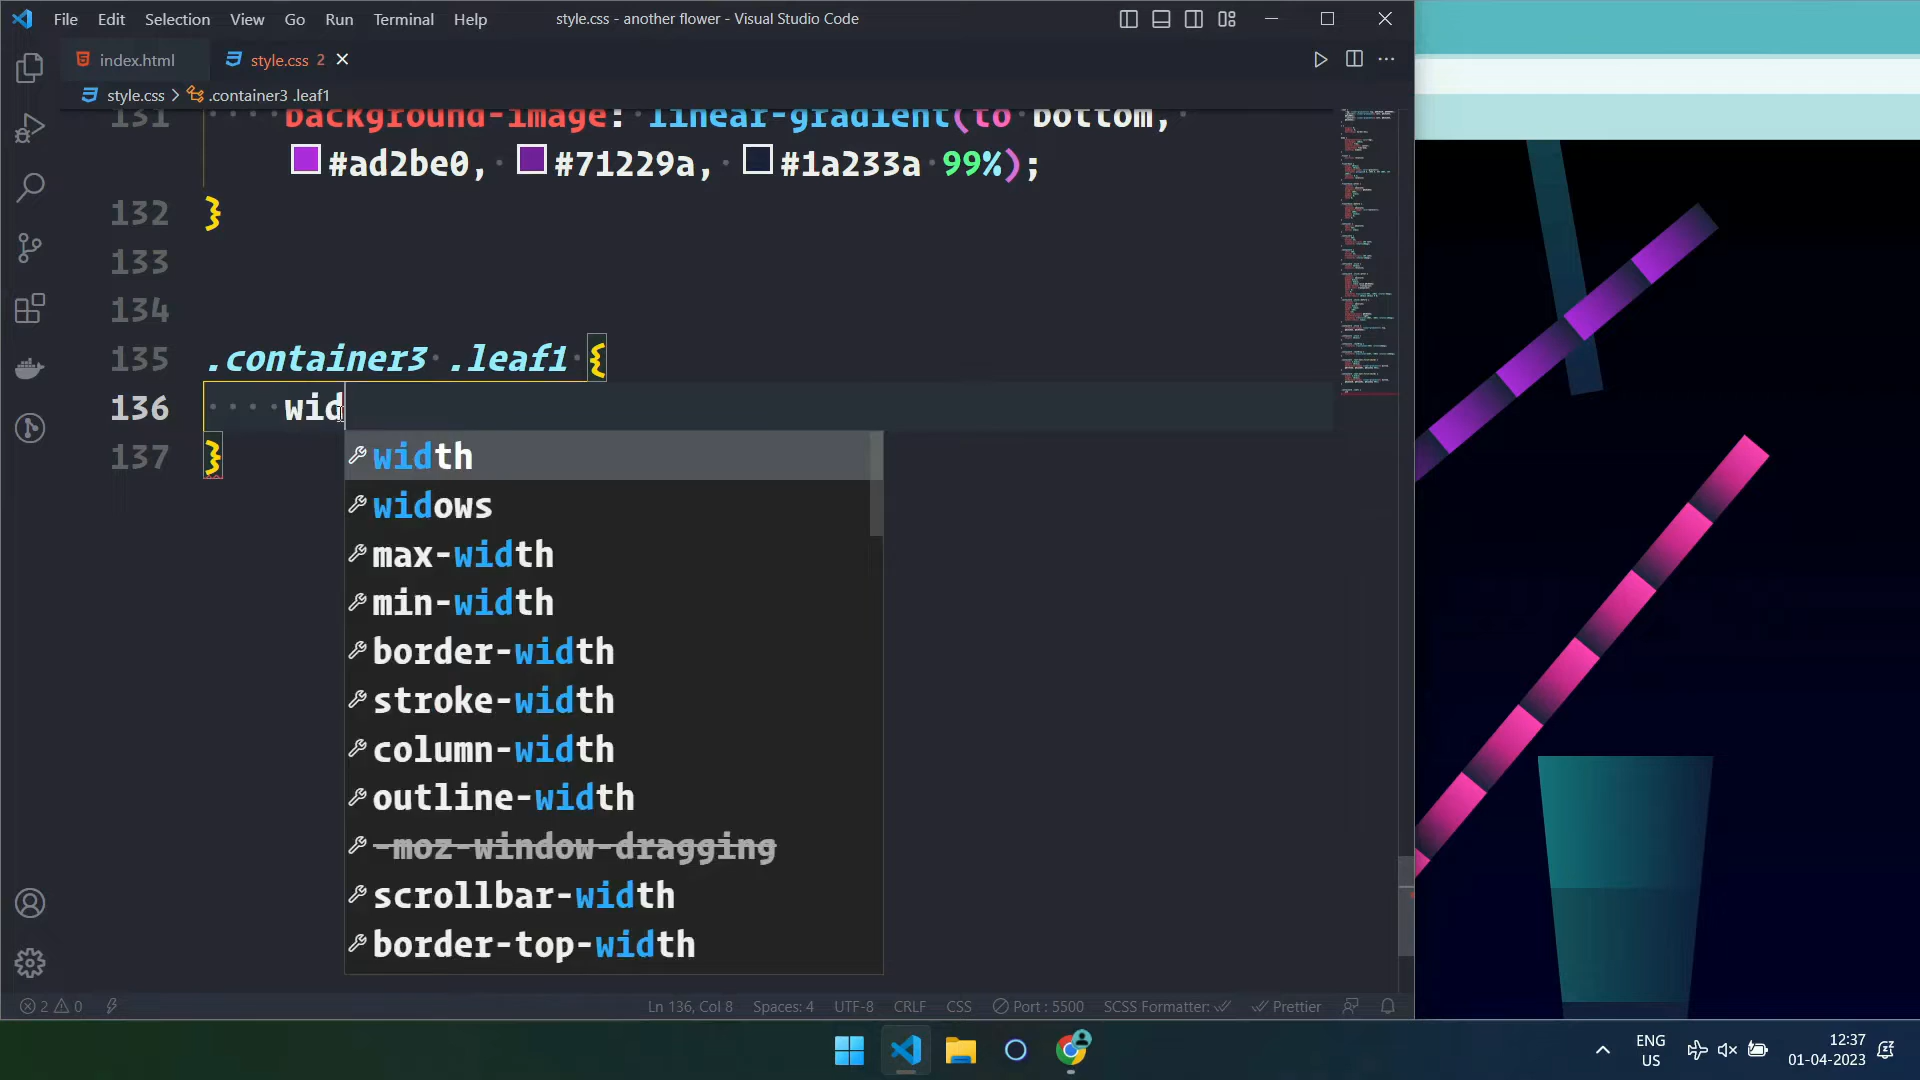 File Edit Selection View Go Run Terminal Help style.css - another flower - Visual Studio Code
index.html style.css 2
style.css > .container3 .leaf1
131 background-image: linear-gradient(to bottom,
#ad2be0, #71229a, #1a233a 99%);
132 }
133
134
135 .container3 .leaf1 {
136 wid
137 }
width
widows
max-width
min-width
border-width
stroke-width
column-width
outline-width
-moz-window-dragging
scrollbar-width
border-top-width
2 0 Ln 136, Col 8 Spaces: 4 UTF-8 CRLF CSS Port : 5500 SCSS Formatter: Prettier
ENG
US
12:37
01-04-2023